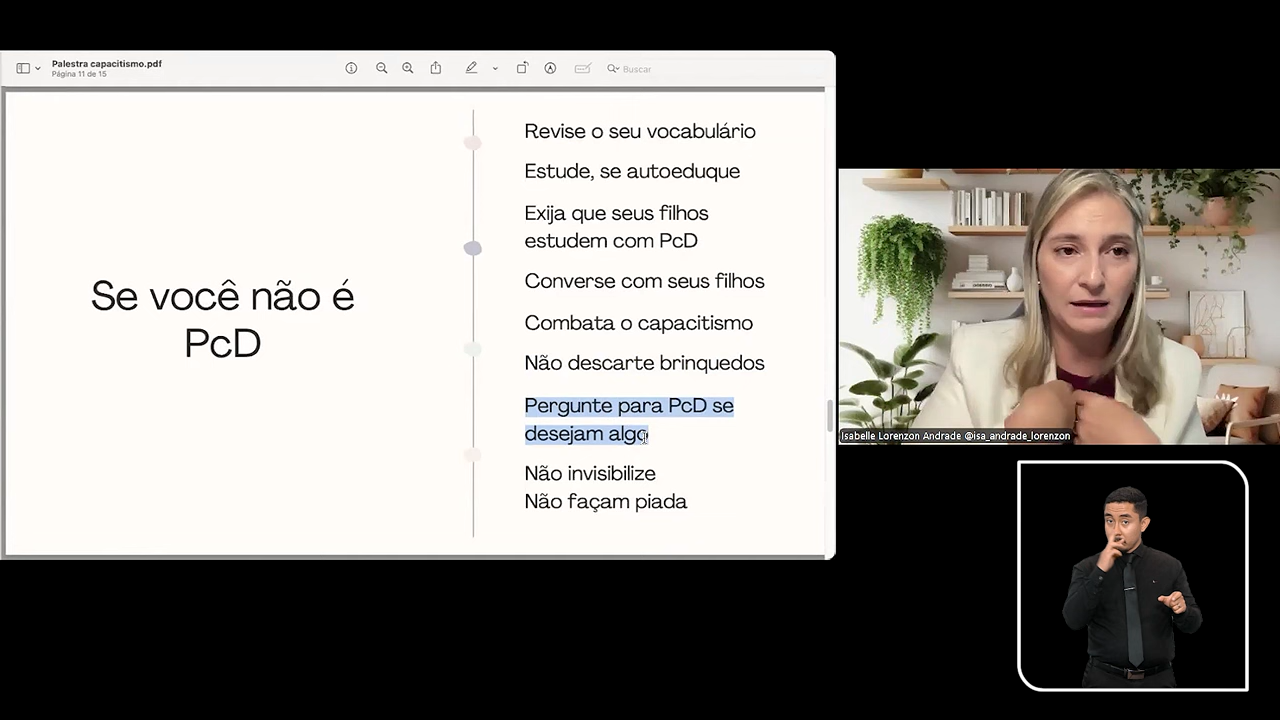 Palestra capacitismo.pdf
Página 11 de 15
Buscar
Se você não é
PcD
Revise o seu vocabulário
Estude, se autoeduque
Exija que seus filhos
estudem com PcD
Converse com seus filhos
Combata o capacitismo
Não descarte brinquedos
Pergunte para PcD se
desejam algo
Não invisibilize
Não façam piada
Isabelle Lorenzon Andrade @isa_andrade_lorenzon